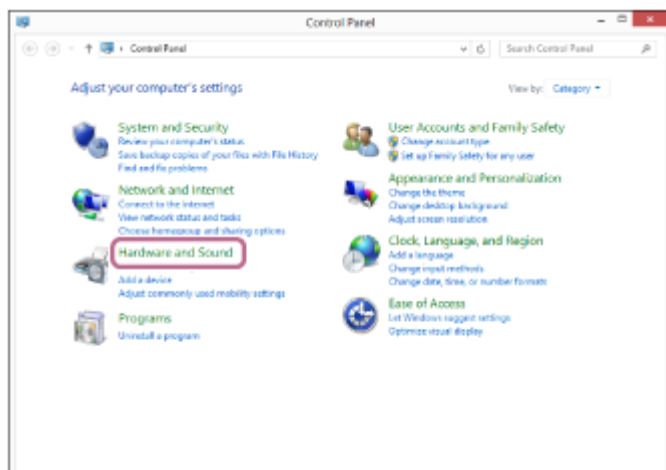 Control Panel
Control Panel
Search Control Panel
Adjust your computer's settings
View by: Category
System and Security
Review your computer's status
Save backup copies of your files with File History
Find and fix problems
Network and Internet
Connect to the Internet
View network status and tasks
Choose homegroup and sharing options
Hardware and Sound
Add a device
Adjust commonly used mobility settings
Programs
Uninstall a program
User Accounts and Family Safety
Change account type
Set up Family Safety for any user
Appearance and Personalization
Change the theme
Change desktop background
Adjust screen resolution
Clock, Language, and Region
Add a language
Change input methods
Change date, time, or number formats
Ease of Access
Let Windows suggest settings
Optimize visual display